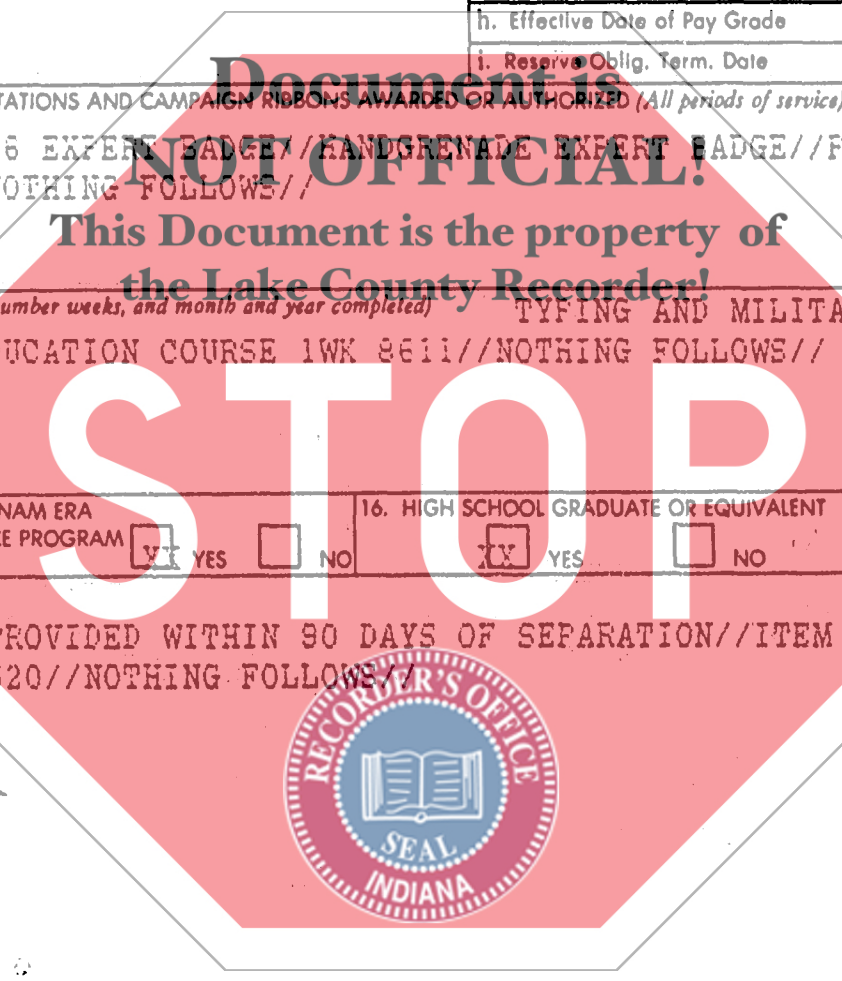 h. Effective Date of Pay Grade
i. Reserve Oblig. Term. Date
Document is
TATIONS AND CAMPAIGN RIBBONS AWARDED OR AUTHORIZED (All periods of service)
6 EXPERT BADGE//HANDGRENADE EXPERT BADGE//
NOT OFFICIAL!
OTHING FOLLOWS//
This Document is the property of
the Lake County Recorder!
umber weeks, and month and year completed) TYPING AND MILITA
UCATION COURSE 1WK 8611//NOTHING FOLLOWS//
STOP
NAM ERA
CE PROGRAM XX YES NO
16. HIGH SCHOOL GRADUATE OR EQUIVALENT
XX YES NO
ROVIDED WITHIN 90 DAYS OF SEPARATION//ITEM
20//NOTHING FOLLOWS//
RECORDER'S OFFICE
SEAL
INDIANA